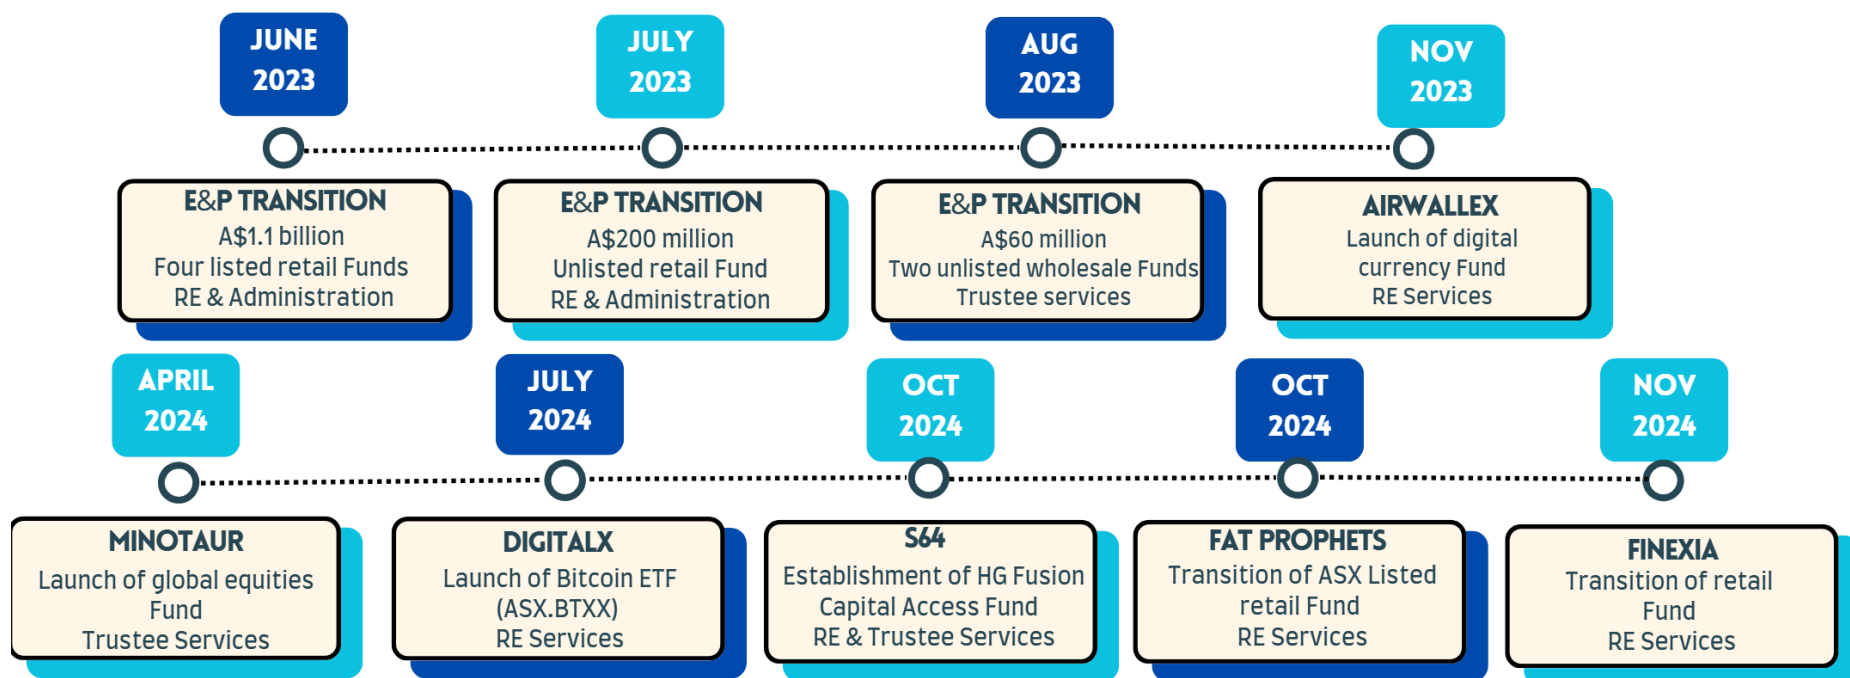 JUNE
2023
JULY
2023
AUG
2023
NOV
2023
E&P TRANSITION
A$1.1 billion
Four listed retail Funds
RE & Administration
E&P TRANSITION
A$200 million
Unlisted retail Fund
RE & Administration
E&P TRANSITION
A$60 million
Two unlisted wholesale Funds
Trustee services
AIRWALLEX
Launch of digital
currency Fund
RE Services
APRIL
2024
JULY
2024
OCT
2024
OCT
2024
NOV
2024
MINOTAUR
Launch of global equities
Fund
Trustee Services
DIGITALX
Launch of Bitcoin ETF
(ASX.BTXX)
RE Services
S64
Establishment of HG Fusion
Capital Access Fund
RE & Trustee Services
FAT PROPHETS
Transition of ASX Listed
retail Fund
RE Services
FINEXIA
Transition of retail
Fund
RE Services